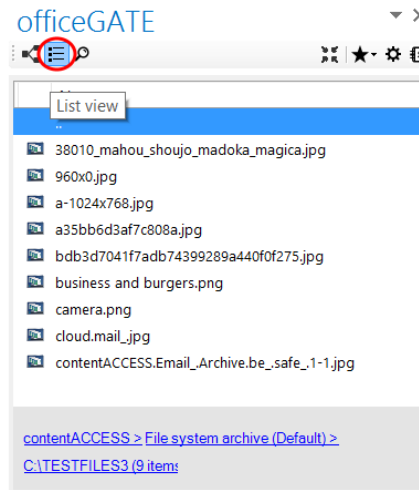 officeGATE
List view
..
38010_mahou_shoujo_madoka_magica.jpg
960x0.jpg
a-1024x768.jpg
a35bb6d3af7c808a.jpg
bdb3d7041f7adb74399289a440f0f275.jpg
business and burgers.png
camera.png
cloud.mail_.jpg
contentACCESS.Email_.Archive.be_.safe_.1-1.jpg
contentACCESS > File system archive (Default) >
C:\TESTFILES3 (9 items